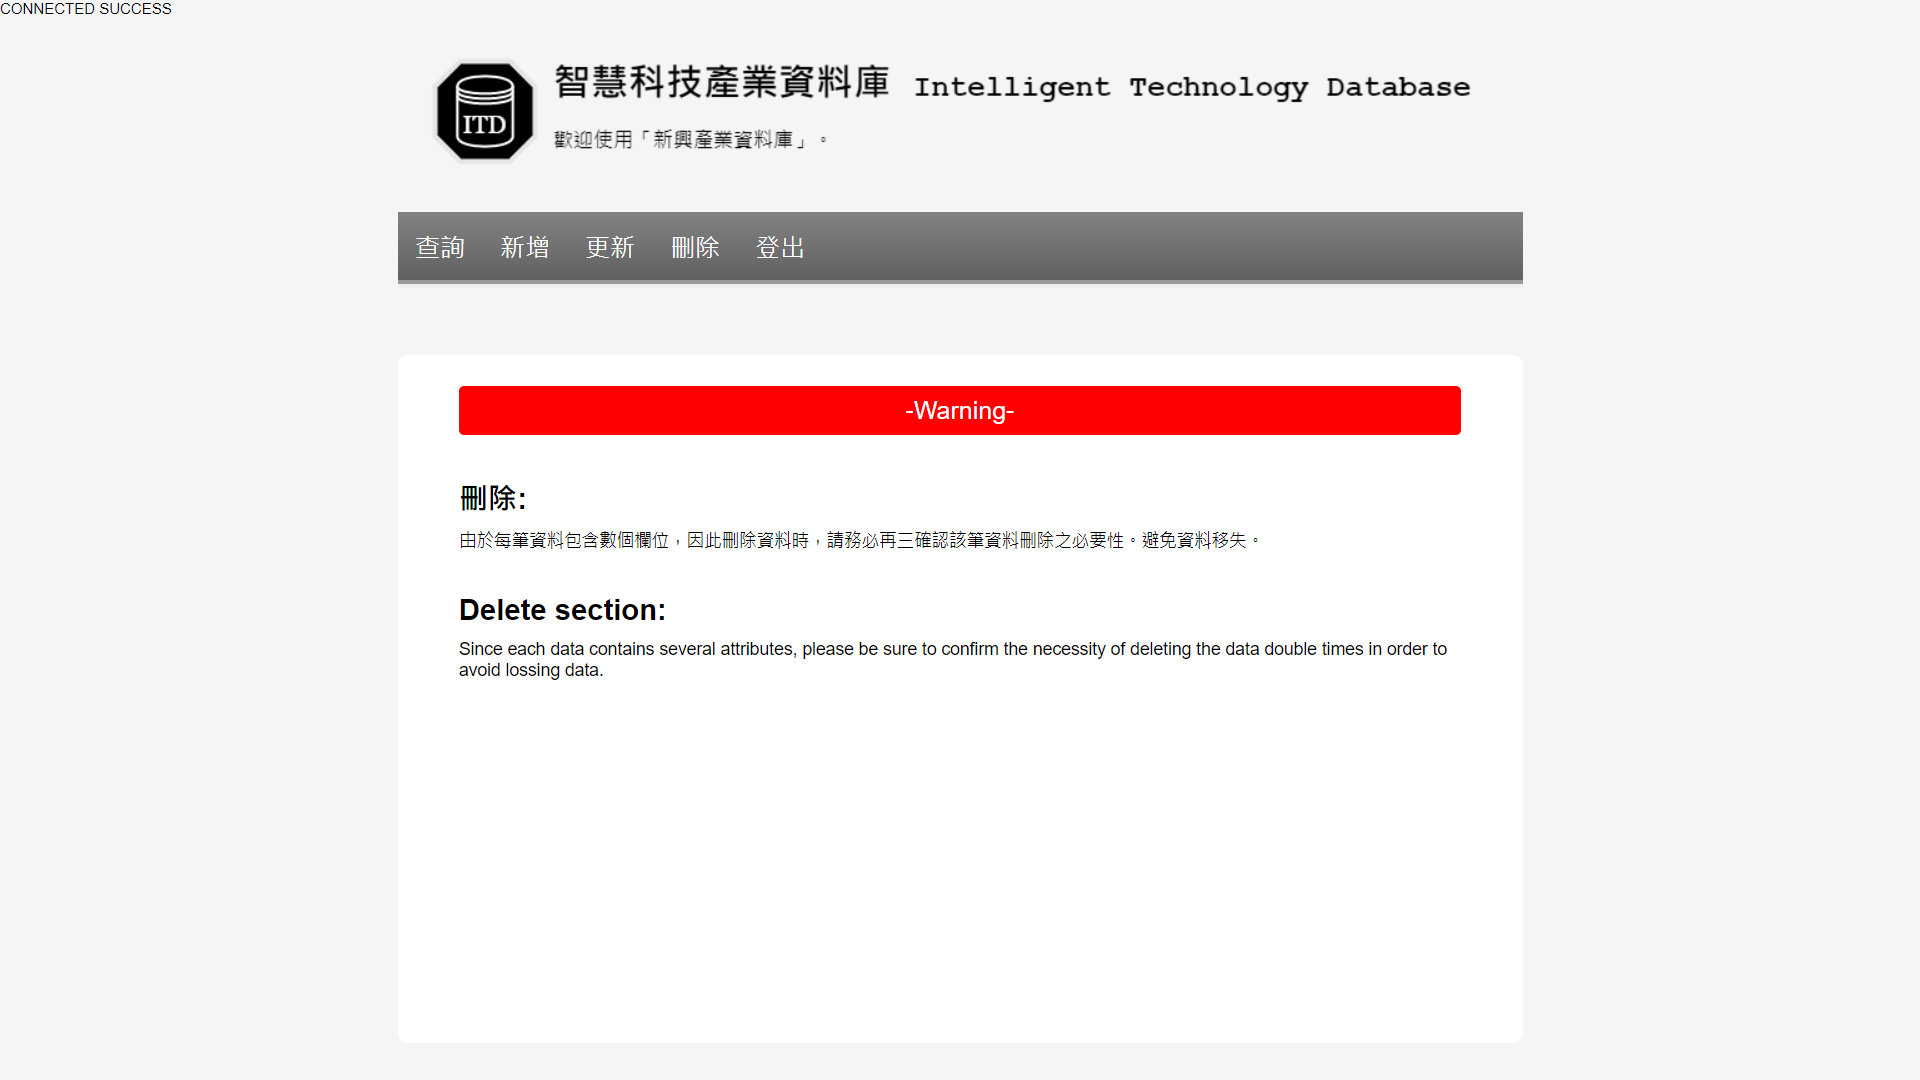 CONNECTED SUCCESS
智慧科技產業資料庫 Intelligent Technology Database
ITD
歡迎使用「新興產業資料庫」。
查詢 新增 更新 刪除 登出
-Warning-
刪除:
由於每筆資料包含數個欄位，因此刪除資料時，請務必再三確認該筆資料刪除之必要性。避免資料移失。
Delete section:
Since each data contains several attributes, please be sure to confirm the necessity of deleting the data double times in order to
avoid lossing data.